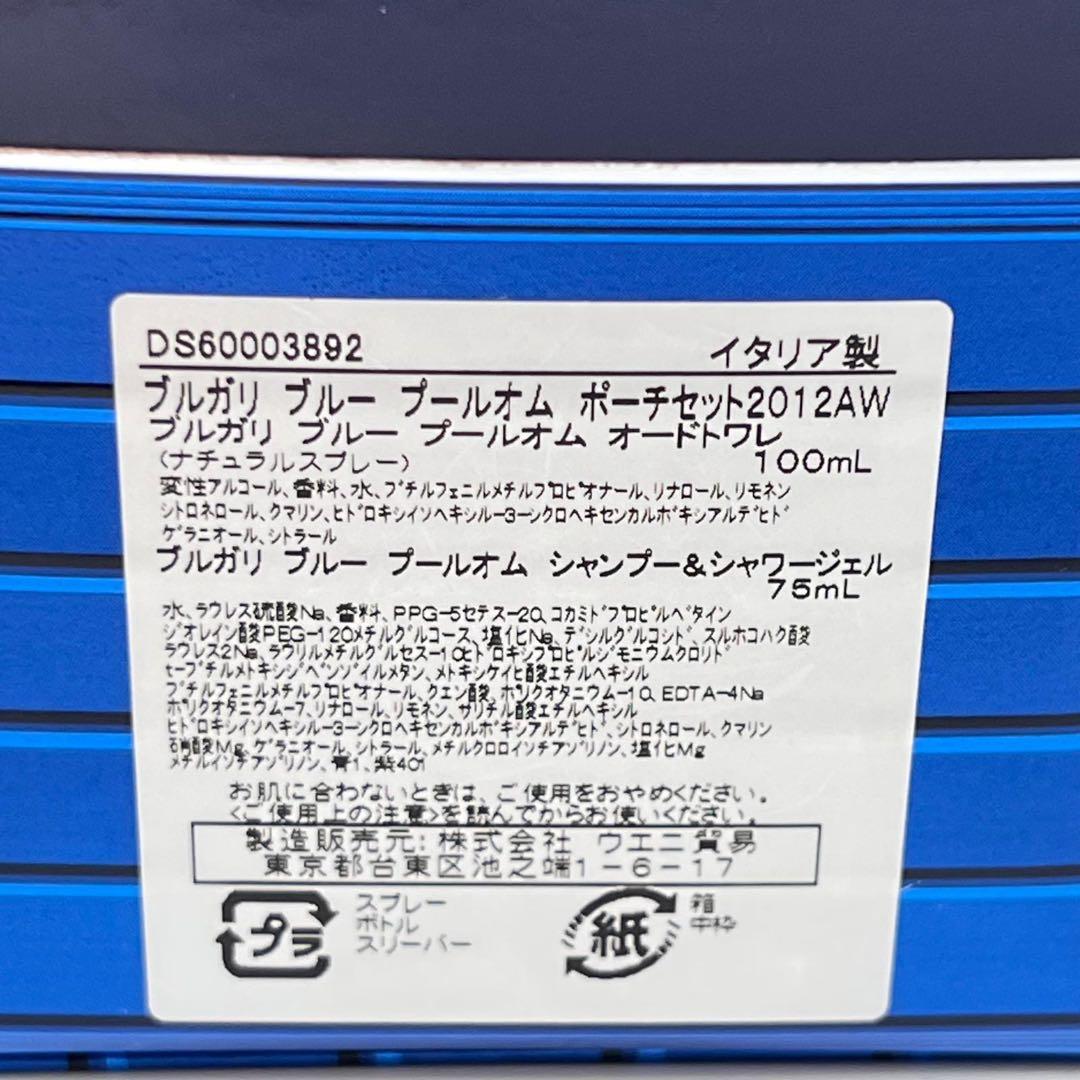 DS60003892 イタリア製
ブルガリ ブルー プールオム ポーチセット2012AW
ブルガリ ブルー プールオム オードトワレ
(ナチュラルスプレー) 100mL
変性アルコール、香料、水、ブチルフェニルメチルプロピオナール、リナロール、リモネン
シトロネロール、クマリン、ヒドロキシイソヘキシル-3-シクロヘキセンカルボキシアルデヒド
ゲラニオール、シトラール
ブルガリ ブルー プールオム シャンプー&シャワージェル
75mL
水、ラウレス硫酸Na、香料、PPG-5セテス-20、コカミドプロピルベタイン
ジオレイン酸PEG-120メチルグルコース、塩化Na、デシルグルコシド、スルホコハク酸
ラウレス2Na、ラウリルメチルグルセス-10ヒドロキシプロピルジモニウムクロリド
t-ブチルメトキシジベンゾイルメタン、メトキシケイヒ酸エチルヘキシル
ブチルフェニルメチルプロピオナール、クエン酸、ポリクオタニウム-10、EDTA-4Na
ポリクオタニウム-7、リナロール、リモネン、サリチル酸エチルヘキシル
ヒドロキシイソヘキシル-3-シクロヘキセンカルボキシアルデヒド、シトロネロール、クマリン
硝酸Mg、ゲラニオール、シトラール、メチルクロロイソチアゾリノン、塩化Mg
メチルイソチアゾリノン、青1、紫401
お肌に合わないときは、ご使用をおやめください。
<ご使用上の注意>を読んでからお使いください。
製造販売元:株式会社 ウエニ貿易
東京都台東区池之端1-6-17
プラ
スプレー
ボトル
スリーバー
紙
箱
中枠